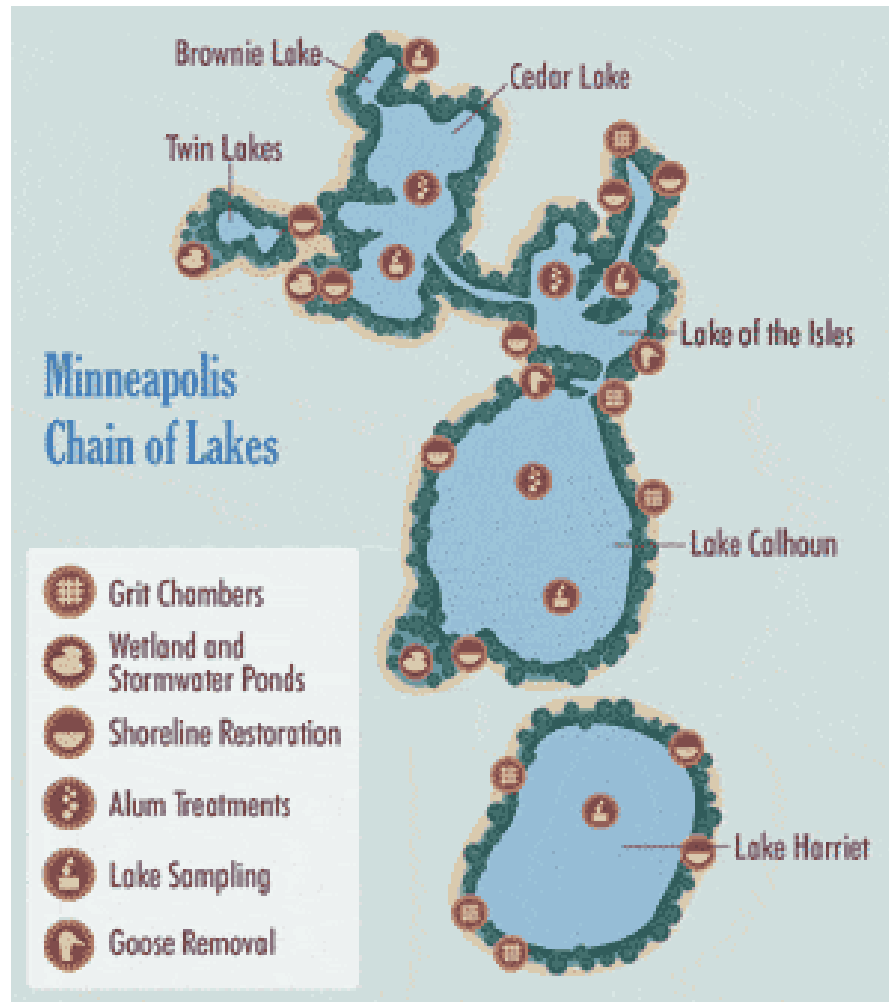 Brownie Lake
Cedar Lake
Twin Lakes
Lake of the Isles
Minneapolis
Chain of Lakes
Lake Calhoun
Grit Chambers
Wetland and
Stormwater Ponds
Shoreline Restoration
Alum Treatments
Lake Sampling
Goose Removal
Lake Harriet